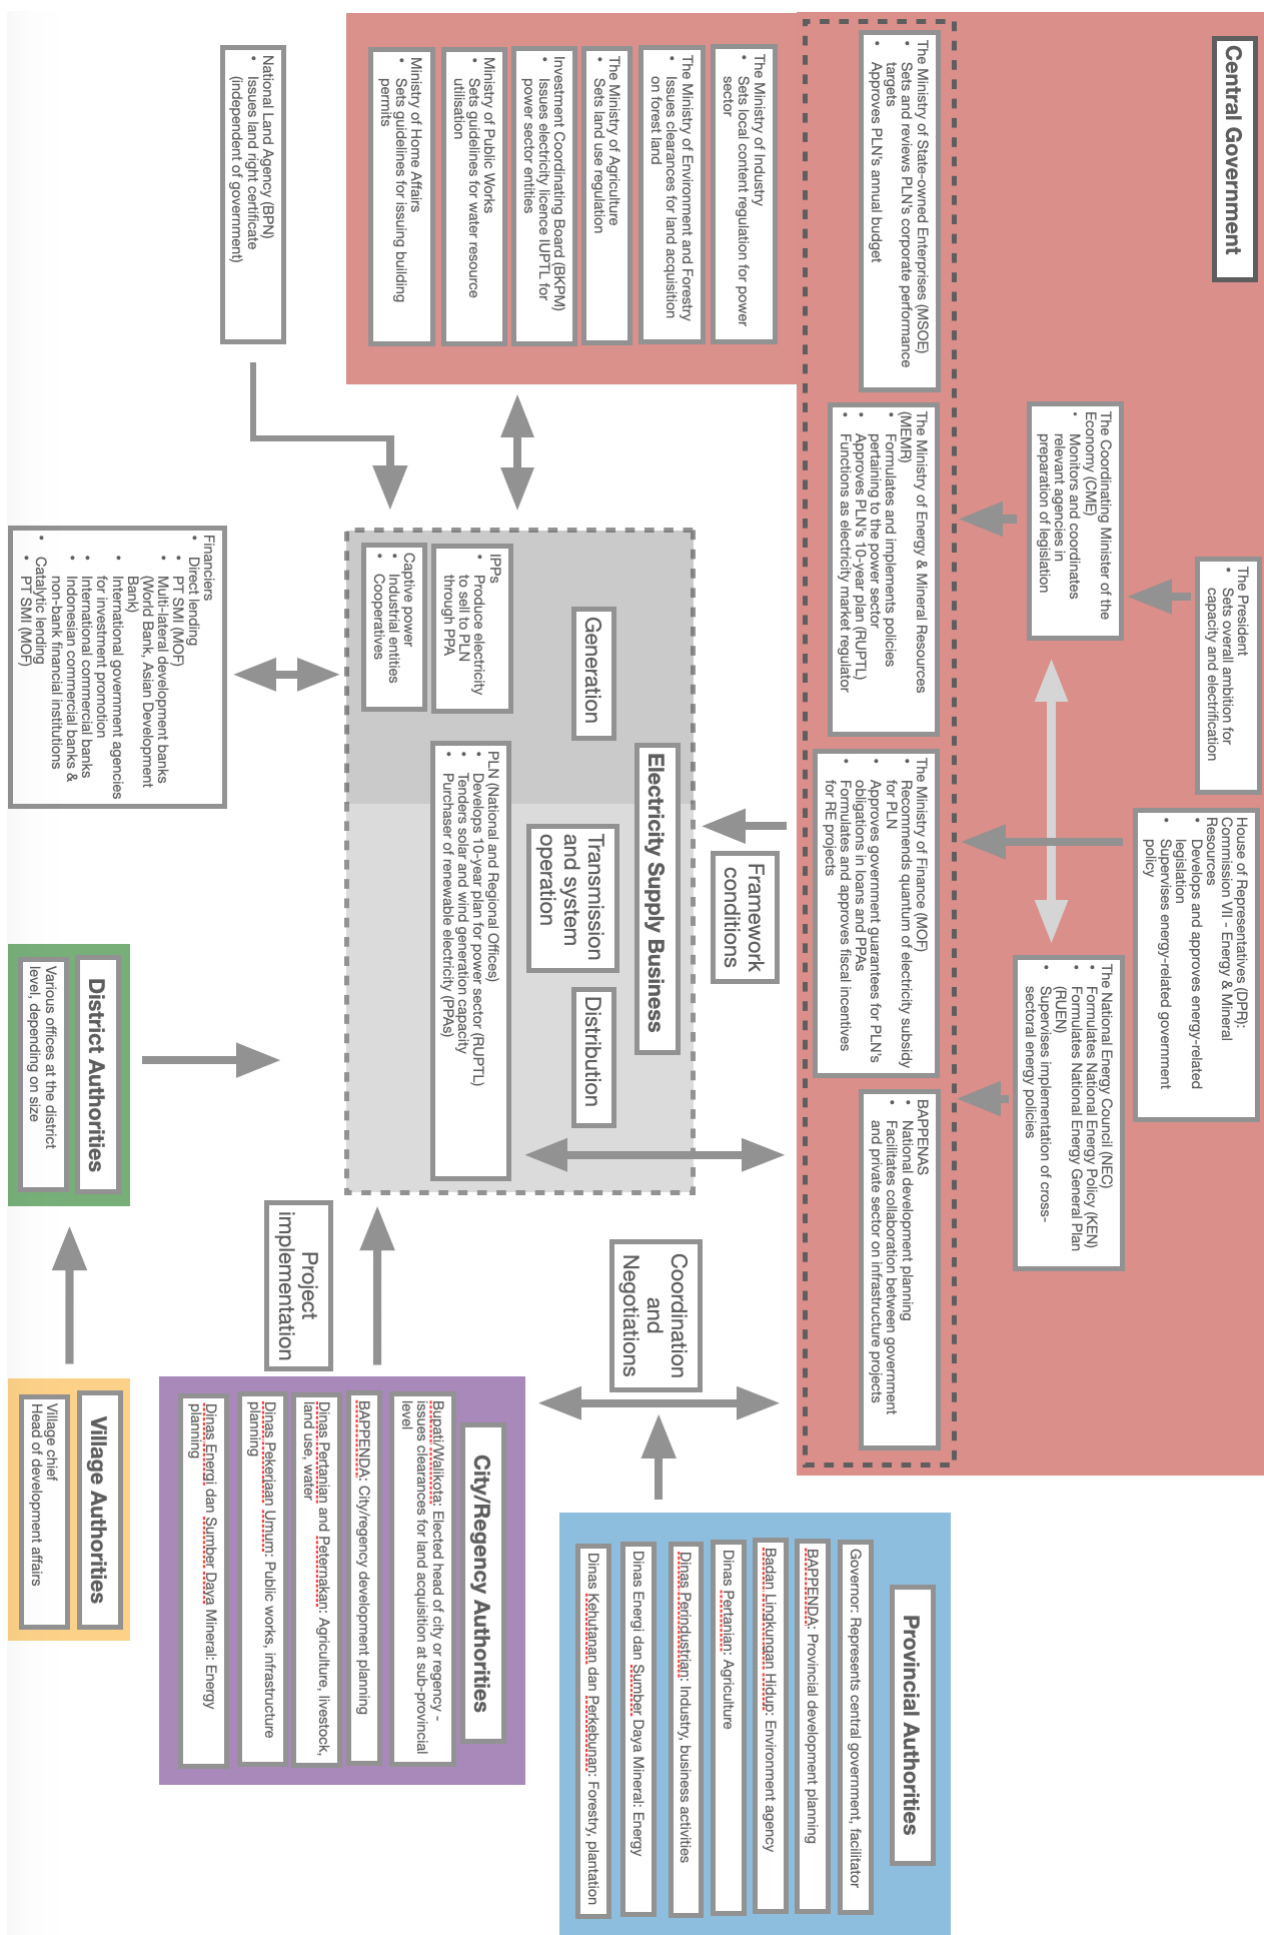 Central Government
The President
• Sets overall ambition for
capacity and electrification
House of Representatives (DPR):
Commission VII - Energy & Mineral
Resources
• Develops and approves energy-related
legislation
• Supervises energy-related government
policy
The Coordinating Minister of the
Economy (CME)
• Monitors and coordinates
relevant agencies in
preparation of legislation
The National Energy Council (NEC)
• Formulates National Energy Policy (KEN)
• Formulates National Energy General Plan
(RUEN)
• Supervises implementation of cross-
sectoral energy policies
The Ministry of State-owned Enterprises (MSOE)
• Sets and reviews PLN's corporate performance
targets
• Approves PLN's annual budget
The Ministry of Energy & Mineral Resources
(MEMR)
• Formulates and implements policies
pertaining to the power sector
• Approves PLN's 10-year plan (RUPTL)
• Functions as electricity market regulator
The Ministry of Finance (MOF)
• Recommends quantum of electricity subsidy
for PLN
• Approves government guarantees for PLN's
obligations in loans and PPAs
• Formulates and approves fiscal incentives
for RE projects
BAPPENAS
• National development planning
• Facilitates collaboration between government
and private sector on infrastructure projects
The Ministry of Industry
• Sets local content regulation for power
sector
The Ministry of Environment and Forestry
• Issues clearances for land acquisition
on forest land
The Ministry of Agriculture
• Sets land use regulation
Investment Coordinating Board (BKPM)
• Issues electricity licence IUPTL for
power sector entities
Ministry of Public Works
• Sets guidelines for water resource
utilisation
Ministry of Home Affairs
• Sets guidelines for issuing building
permits
National Land Agency (BPN)
• Issues land right certificate
(independent of government)
Framework
conditions
Coordination
and
Negotiations
Electricity Supply Business
Generation
Transmission
and system
operation
Distribution
IPPs
• Produce electricity
to sell to PLN
through PPA
Captive power
• Industrial entities
• Cooperatives
PLN (National and Regional Offices)
• Develops 10-year plan for power sector (RUPTL)
• Tenders solar and wind generation capacity
• Purchaser of renewable electricity (PPAs)
Project
implementation
Financiers
• Direct lending
• PT SMI (MOF)
• Multi-lateral development banks
(World Bank, Asian Development
Bank)
• International government agencies
for investment promotion
• International commercial banks
• Indonesian commercial banks &
non-bank financial institutions
• Catalytic lending
• PT SMI (MOF)
Provincial Authorities
Governor: Represents central government, facilitator
BAPPENDA: Provincial development planning
Badan Lingkungan Hidup: Environment agency
Dinas Pertanian: Agriculture
Dinas Perindustrian: Industry, business activities
Dinas Energi dan Sumber Daya Mineral: Energy
Dinas Kehutanan dan Perkebunan: Forestry, plantation
City/Regency Authorities
Bupati/Walikota: Elected head of city or regency -
issues clearances for land acquisition at sub-provincial
level
BAPPENDA: City/regency development planning
Dinas Pertanian and Peternakan: Agriculture, livestock,
land use, water
Dinas Pekerjaan Umum: Public works, infrastructure
planning
Dinas Energi dan Sumber Daya Mineral: Energy
planning
District Authorities
Various offices at the district
level, depending on size
Village Authorities
Village chief
Head of development affairs